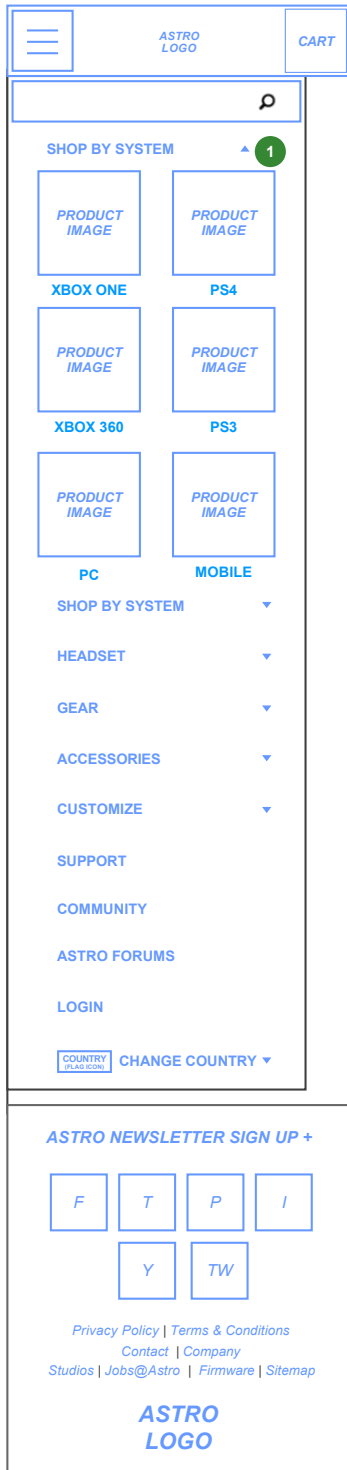 ASTRO
LOGO
CART
SHOP BY SYSTEM
1
PRODUCT
IMAGE
PRODUCT
IMAGE
XBOX ONE
PS4
PRODUCT
IMAGE
PRODUCT
IMAGE
XBOX 360
PS3
PRODUCT
IMAGE
PRODUCT
IMAGE
PC
MOBILE
SHOP BY SYSTEM
HEADSET
GEAR
ACCESSORIES
CUSTOMIZE
SUPPORT
COMMUNITY
ASTRO FORUMS
LOGIN
COUNTRY
(FLAG ICON)
CHANGE COUNTRY
ASTRO NEWSLETTER SIGN UP +
F
T
P
I
Y
TW
Privacy Policy | Terms & Conditions
Contact | Company
Studios | Jobs@Astro | Firmware | Sitemap
ASTRO
LOGO